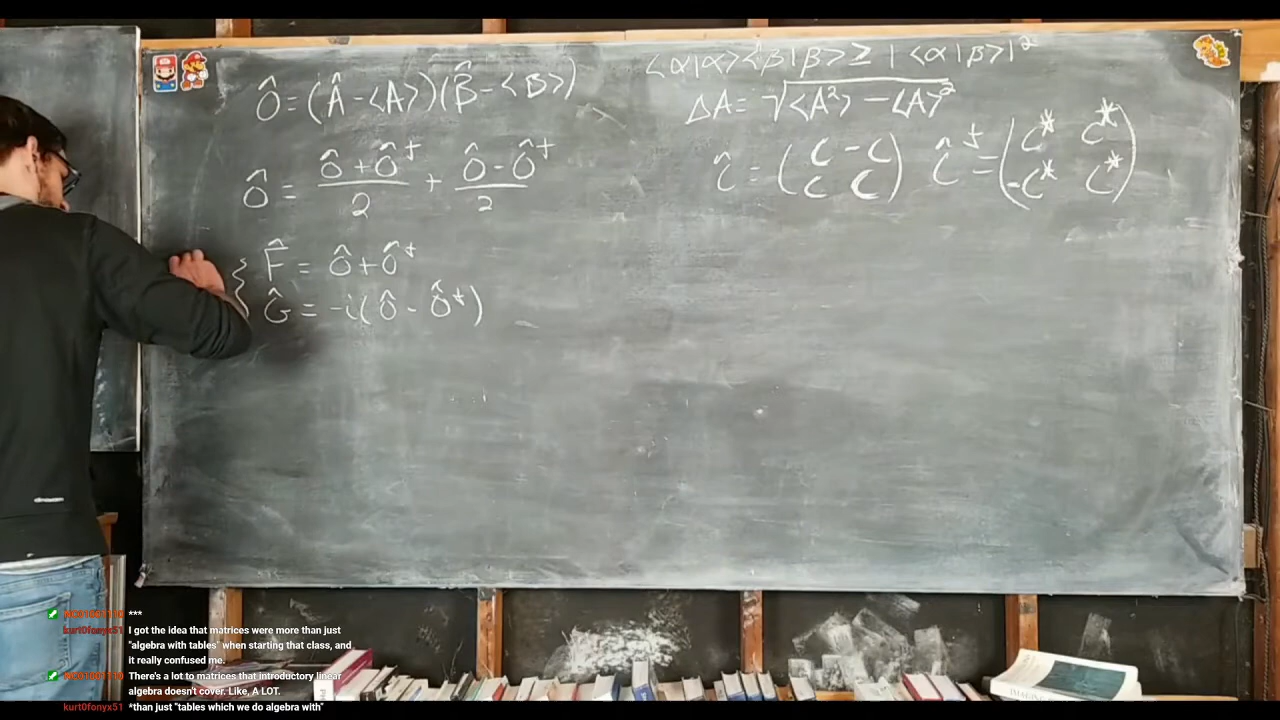 Ô = (Â - <A>)(B̂ - <B>)
Ô = Ô + Ô† / 2 + Ô - Ô† / 2
{ F̂ = Ô + Ô†
Ĝ = -i(Ô - Ô†)
<α|α><β|β> ≥ |<α|β>|²
ΔA = √<A²> - <A>²
Ĉ = (C -C C C) Ĉ† = (C* C* -C* C*)
***
kurt0fonyx51 I got the idea that matrices were more than just
"algebra with tables" when starting that class, and
it really confused me.
There's a lot to matrices that introductory linear
algebra doesn't cover. Like, A LOT.
kurt0fonyx51 *than just "tables which we do algebra with"